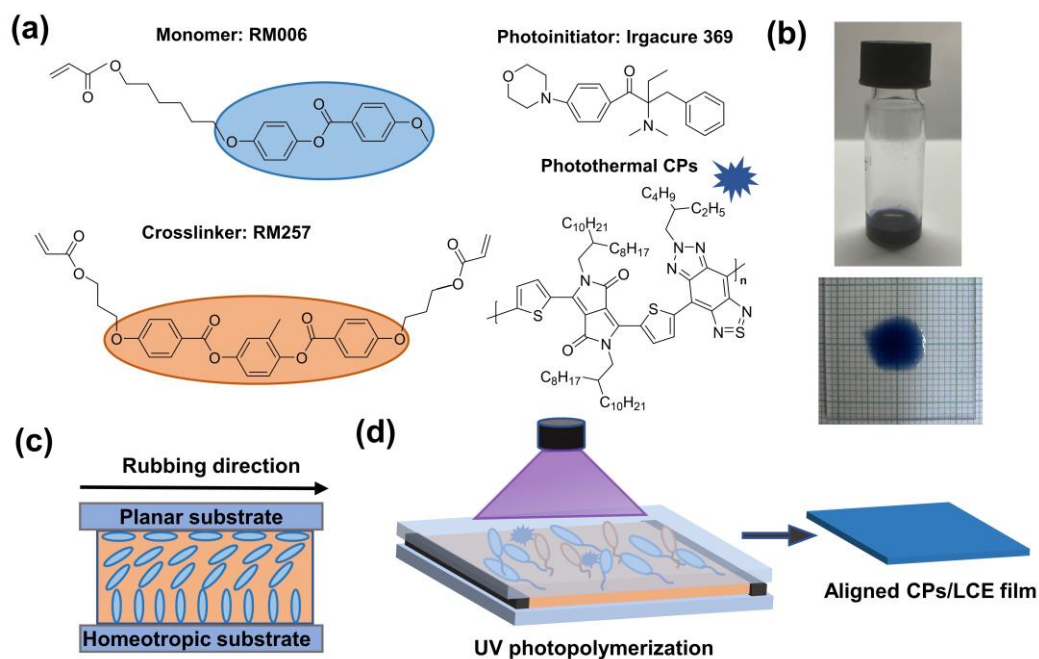 (a)
Monomer: RM006
O
O
O
O
O
O
Crosslinker: RM257
O
O
O
O
O
O
O
O
O
O
Photoinitiator: Irgacure 369
O
N
O
N
Photothermal CPs
C4H9
C2H5
C10H21
C8H17
N
N
N
N
O
S
N
O
S
N
S
N
n
C8H17
C10H21
(b)
(c)
Rubbing direction
Planar substrate
Homeotropic substrate
(d)
UV photopolymerization
Aligned CPs/LCE film